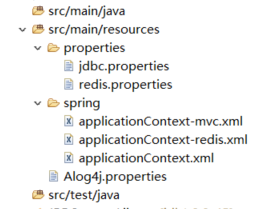 src/main/java
src/main/resources
properties
jdbc.properties
redis.properties
spring
applicationContext-mvc.xml
applicationContext-redis.xml
applicationContext.xml
Alog4j.properties
src/test/java